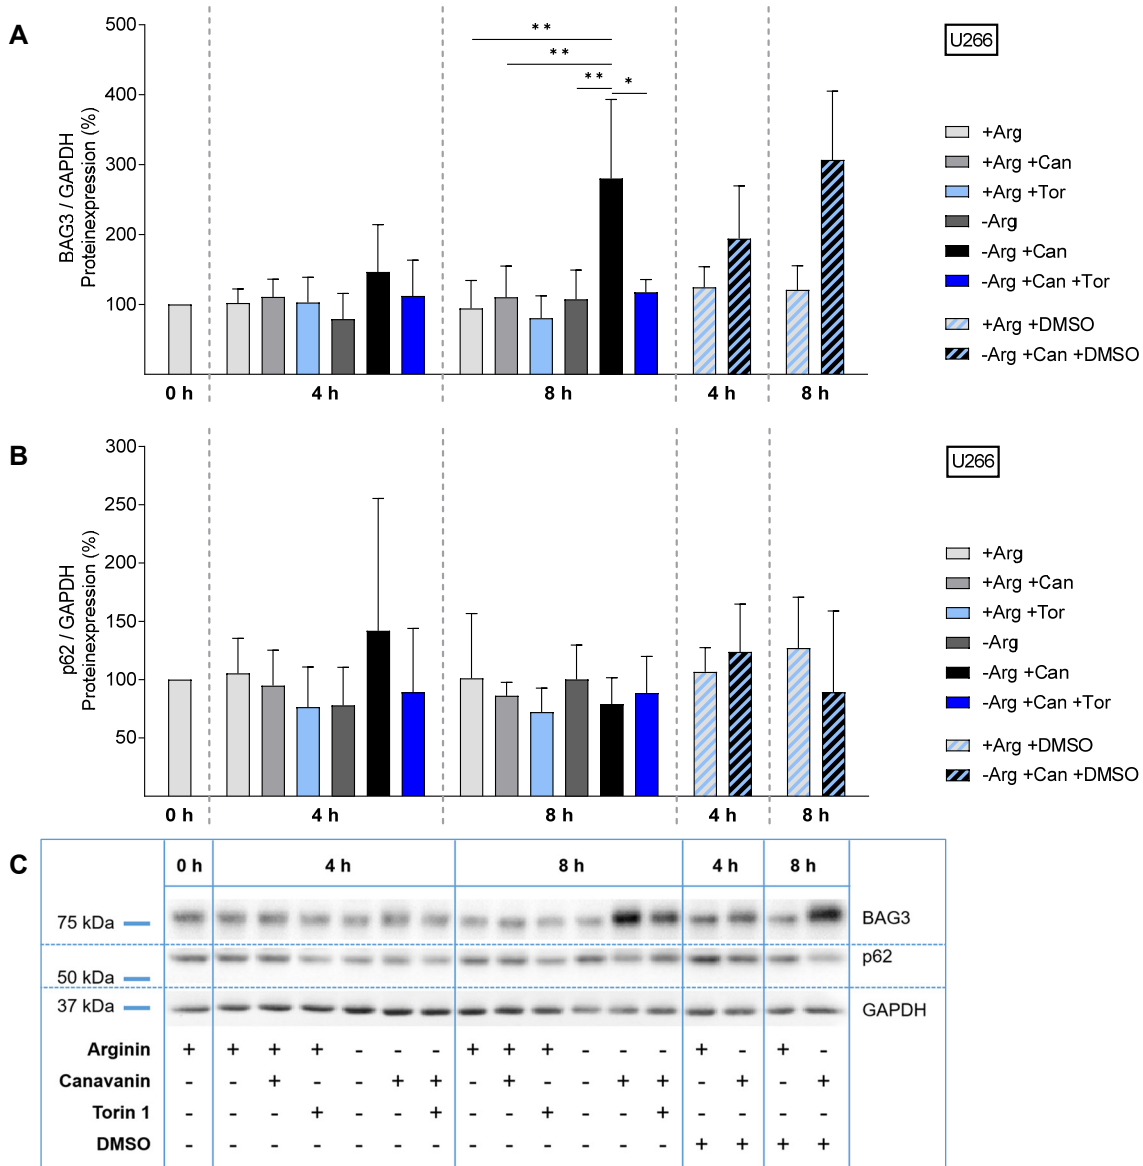 A
BAG3 / GAPDH
Proteinexpression (%)
500
400
300
200
100
**
**
**
*
0 h
4 h
8 h
4 h
8 h
U266
+Arg
+Arg +Can
+Arg +Tor
-Arg
-Arg +Can
-Arg +Can +Tor
+Arg +DMSO
-Arg +Can +DMSO
B
p62 / GAPDH
Proteinexpression (%)
300
250
200
150
100
50
0 h
4 h
8 h
4 h
8 h
U266
+Arg
+Arg +Can
+Arg +Tor
-Arg
-Arg +Can
-Arg +Can +Tor
+Arg +DMSO
-Arg +Can +DMSO
C
0 h 4 h 8 h 4 h 8 h
75 kDa BAG3
p62
50 kDa
37 kDa GAPDH
Arginin + + + + - - - + + + - - - + - + -
Canavanin - - + - - + + - + - - + + - + - +
Torin 1 - - - + - - + - - + - - + - - - -
DMSO - - - - - - - - - - - - - + + + +